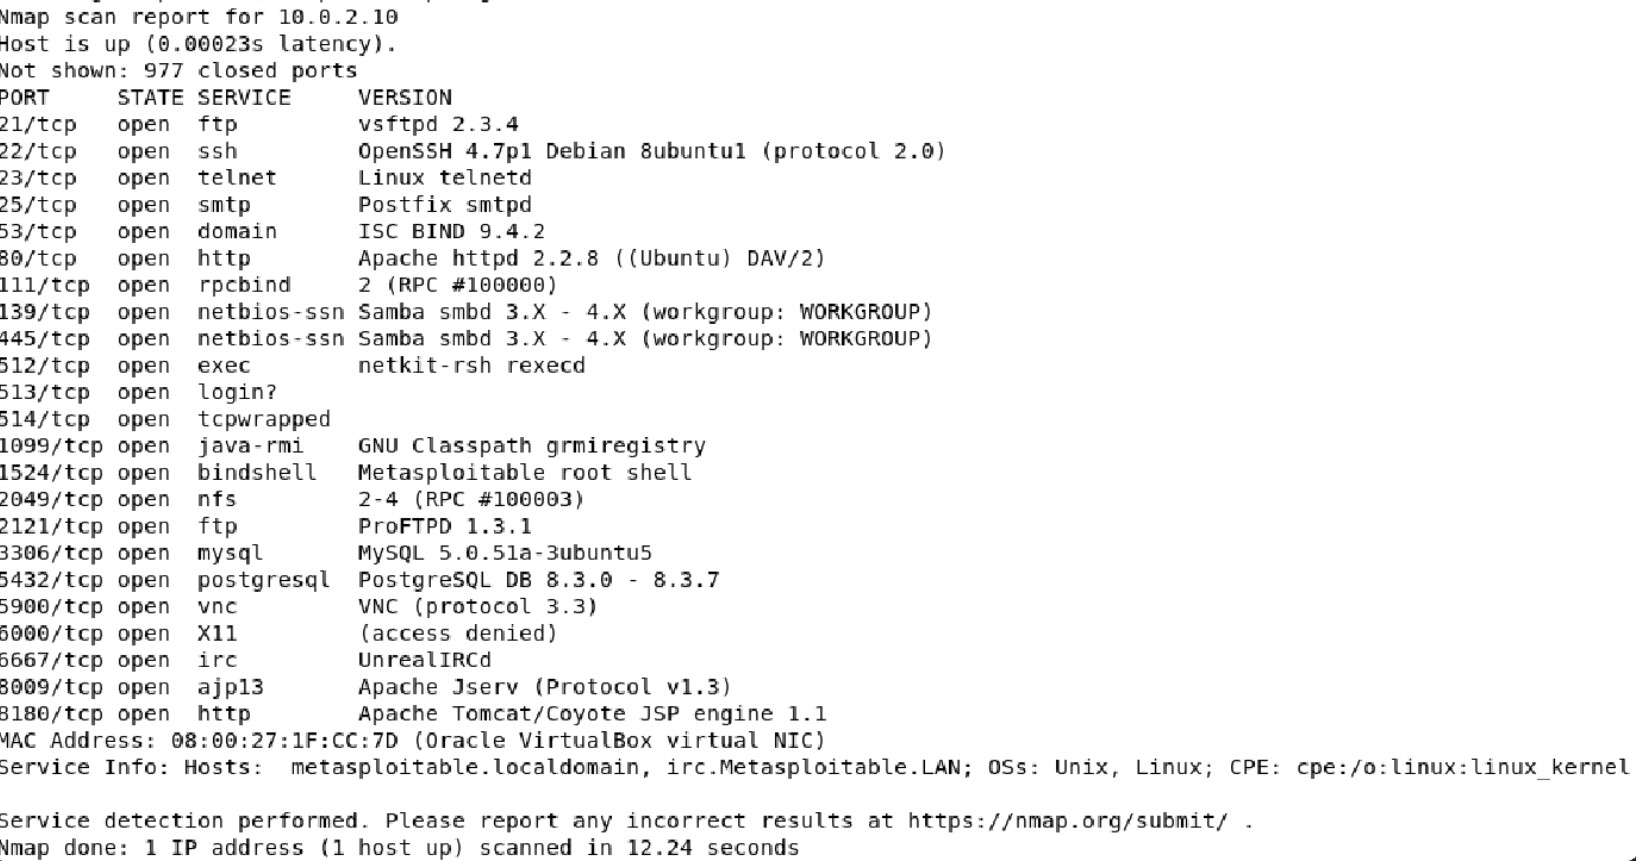 Nmap scan report for 10.0.2.10
Host is up (0.00023s latency).
Not shown: 977 closed ports
PORT     STATE SERVICE     VERSION
21/tcp   open  ftp         vsftpd 2.3.4
22/tcp   open  ssh         OpenSSH 4.7p1 Debian 8ubuntu1 (protocol 2.0)
23/tcp   open  telnet      Linux telnetd
25/tcp   open  smtp        Postfix smtpd
53/tcp   open  domain      ISC BIND 9.4.2
80/tcp   open  http        Apache httpd 2.2.8 ((Ubuntu) DAV/2)
111/tcp  open  rpcbind     2 (RPC #100000)
139/tcp  open  netbios-ssn Samba smbd 3.X - 4.X (workgroup: WORKGROUP)
445/tcp  open  netbios-ssn Samba smbd 3.X - 4.X (workgroup: WORKGROUP)
512/tcp  open  exec        netkit-rsh rexecd
513/tcp  open  login?
514/tcp  open  tcpwrapped
1099/tcp open  java-rmi    GNU Classpath grmiregistry
1524/tcp open  bindshell   Metasploitable root shell
2049/tcp open  nfs         2-4 (RPC #100003)
2121/tcp open  ftp         ProFTPD 1.3.1
3306/tcp open  mysql       MySQL 5.0.51a-3ubuntu5
5432/tcp open  postgresql  PostgreSQL DB 8.3.0 - 8.3.7
5900/tcp open  vnc         VNC (protocol 3.3)
6000/tcp open  X11         (access denied)
6667/tcp open  irc         UnrealIRCd
8009/tcp open  ajp13       Apache Jserv (Protocol v1.3)
8180/tcp open  http        Apache Tomcat/Coyote JSP engine 1.1
MAC Address: 08:00:27:1F:CC:7D (Oracle VirtualBox virtual NIC)
Service Info: Hosts:  metasploitable.localdomain, irc.Metasploitable.LAN; OSs: Unix, Linux; CPE: cpe:/o:linux:linux_kernel
Service detection performed. Please report any incorrect results at https://nmap.org/submit/ .
Nmap done: 1 IP address (1 host up) scanned in 12.24 seconds